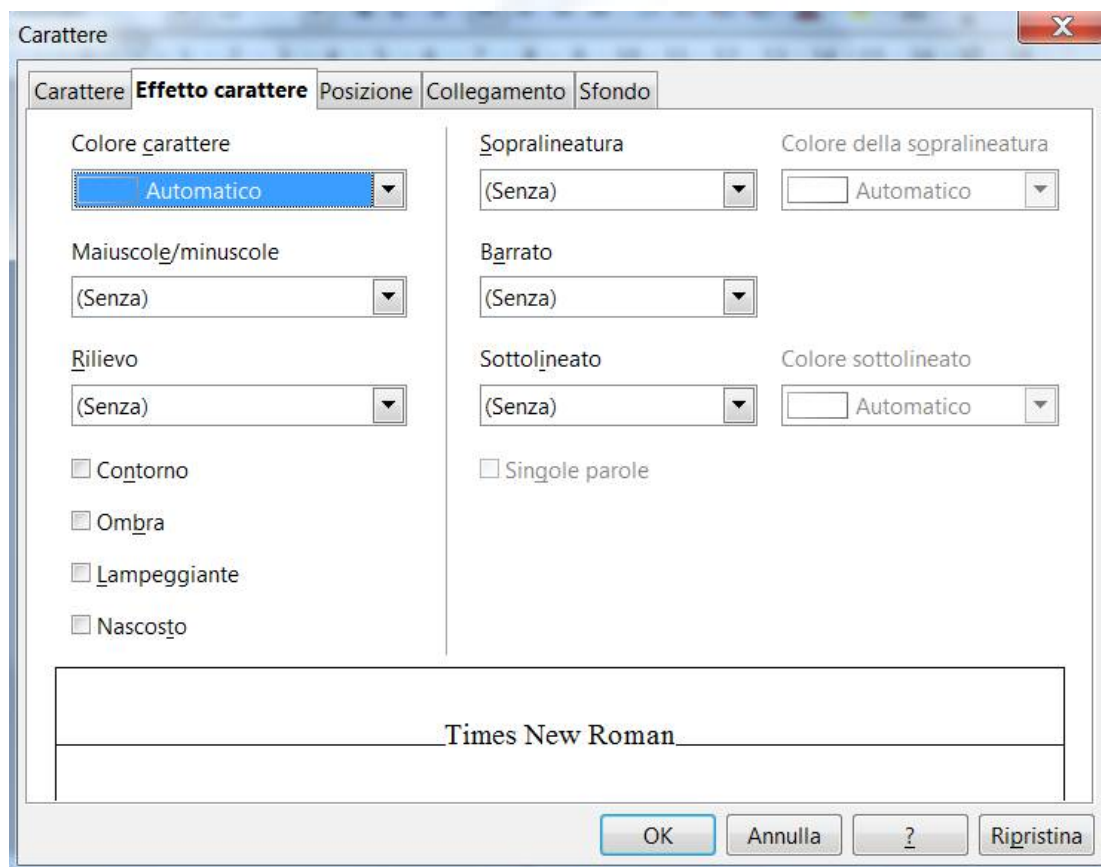 Carattere
Carattere Effetto carattere Posizione Collegamento Sfondo
Colore carattere
Automatico
Maiuscole/minuscole
(Senza)
Rilievo
(Senza)
Contorno
Ombra
Lampeggiante
Nascosto
Sopralineatura
(Senza)
Colore della sopralineatura
Automatico
Barrato
(Senza)
Sottolineato
(Senza)
Colore sottolineato
Automatico
Singole parole
Times New Roman
OK Annulla ? Ripristina